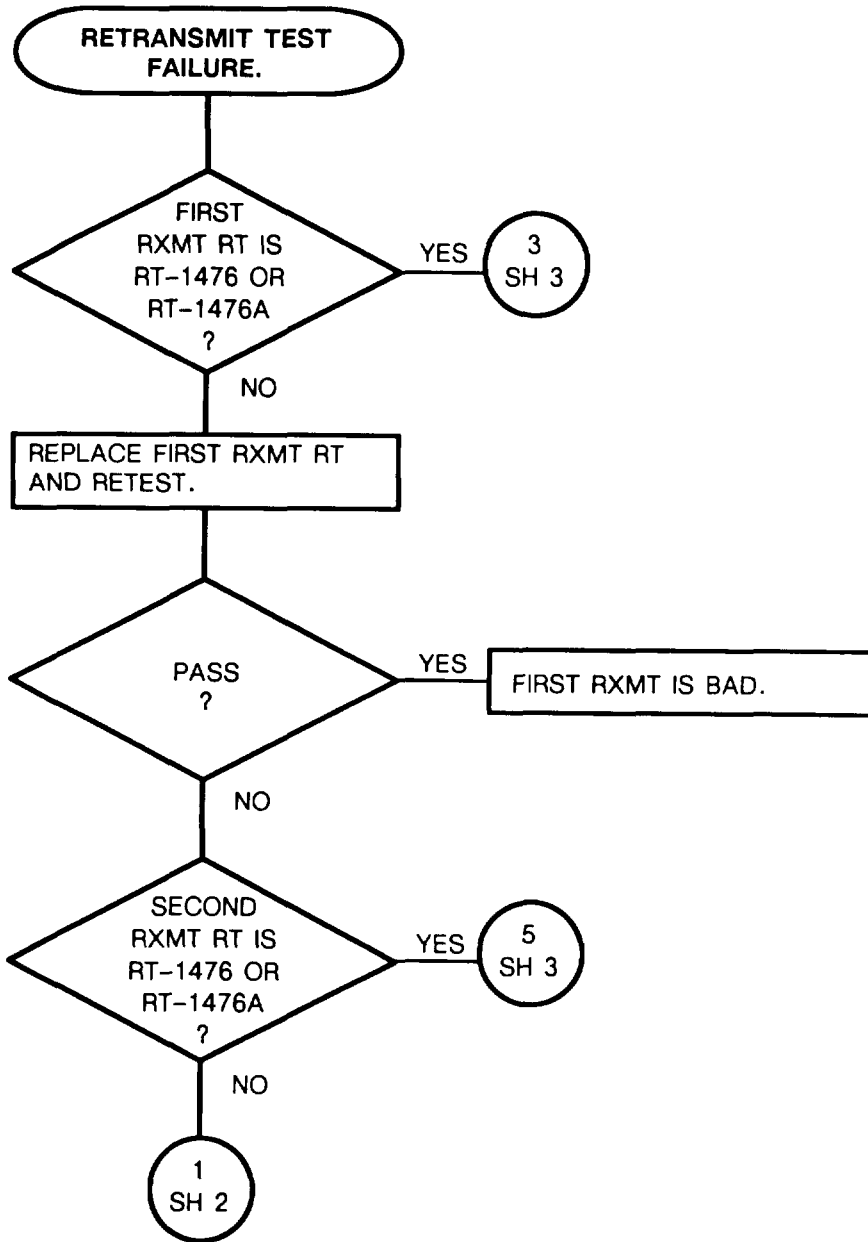 RETRANSMIT TEST
FAILURE.
FIRST
RXMT RT IS
RT-1476 OR
RT-1476A
?
YES
3
SH 3
NO
REPLACE FIRST RXMT RT
AND RETEST.
PASS
?
YES
FIRST RXMT IS BAD.
NO
SECOND
RXMT RT IS
RT-1476 OR
RT-1476A
?
YES
5
SH 3
NO
1
SH 2